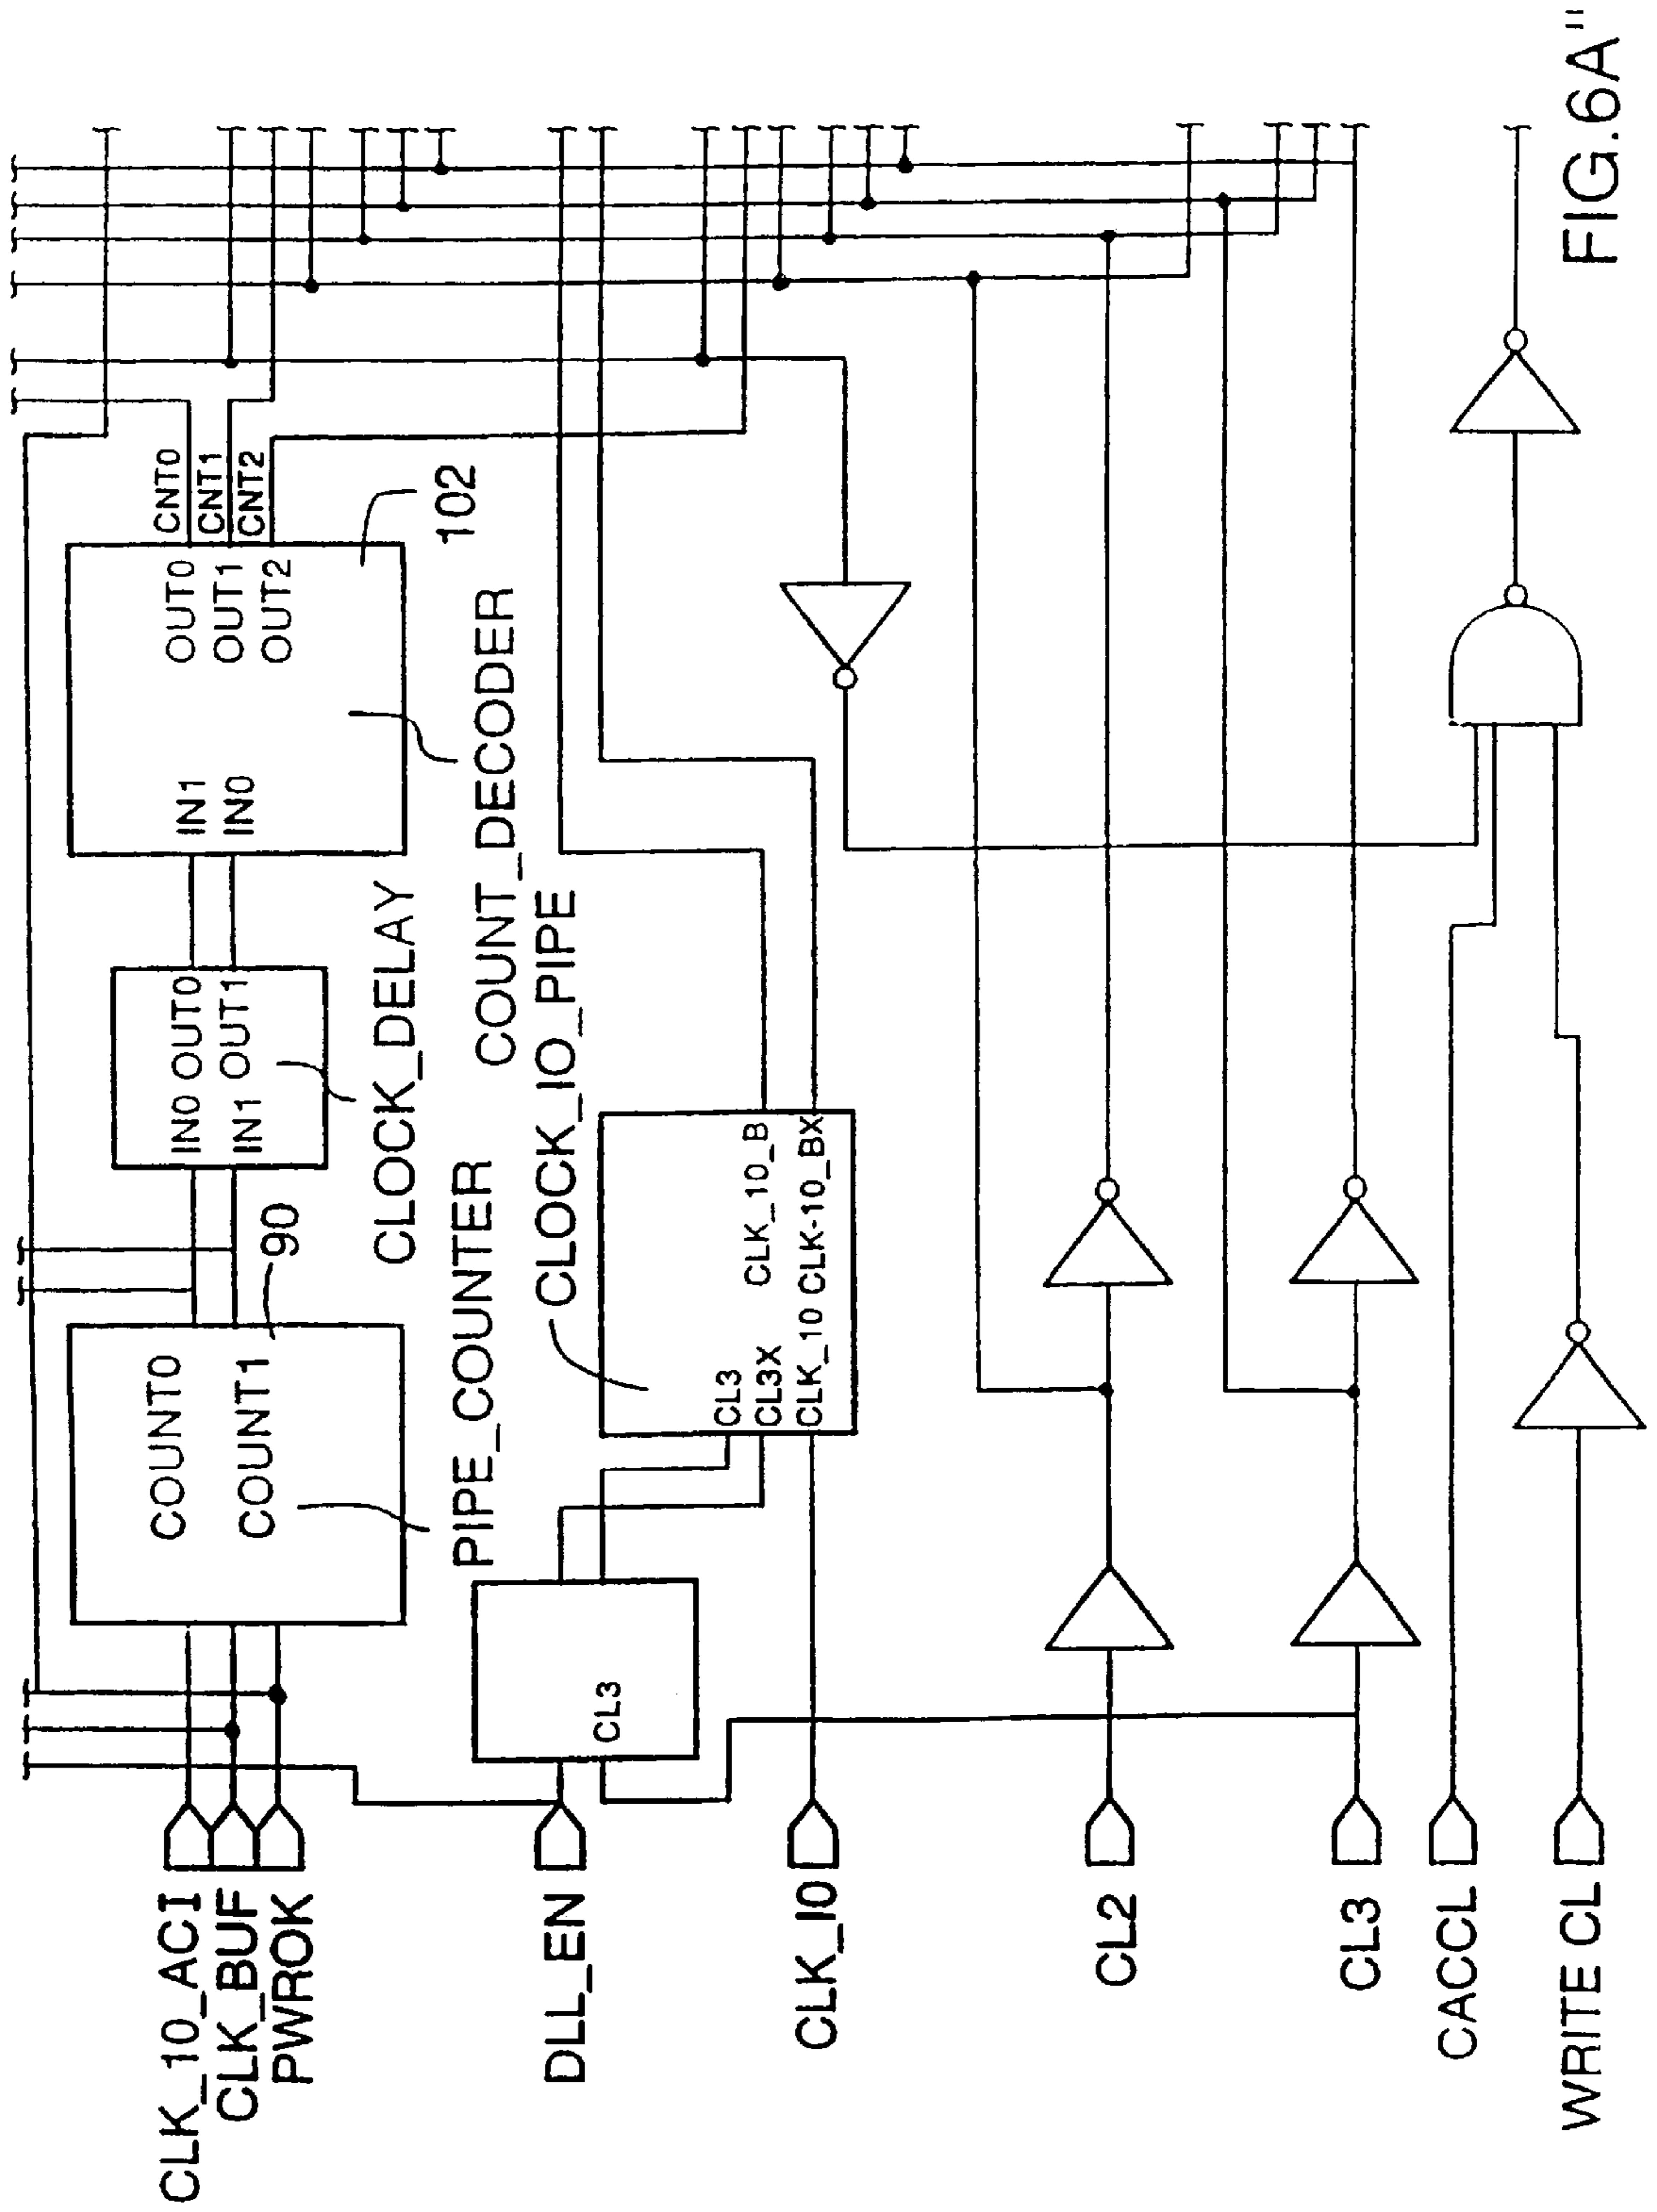 CLK_10_ACI
CLK_BUF
PWROK
DLL_EN
CLK_IO
CL2
CL3
CACCL
WRITE CL
COUNT0
COUNT1
90
PIPE_COUNTER
IN0 OUT0
IN1 OUT1
CLOCK_DELAY
IN1
IN0
OUT0
OUT1
OUT2
CNT0
CNT1
CNT2
102
COUNT_DECODER
CLOCK_IO_PIPE
CL3
CL3
CL3X
CLK_10
CLK_10_B
CLK-10_BX
FIG.6A"